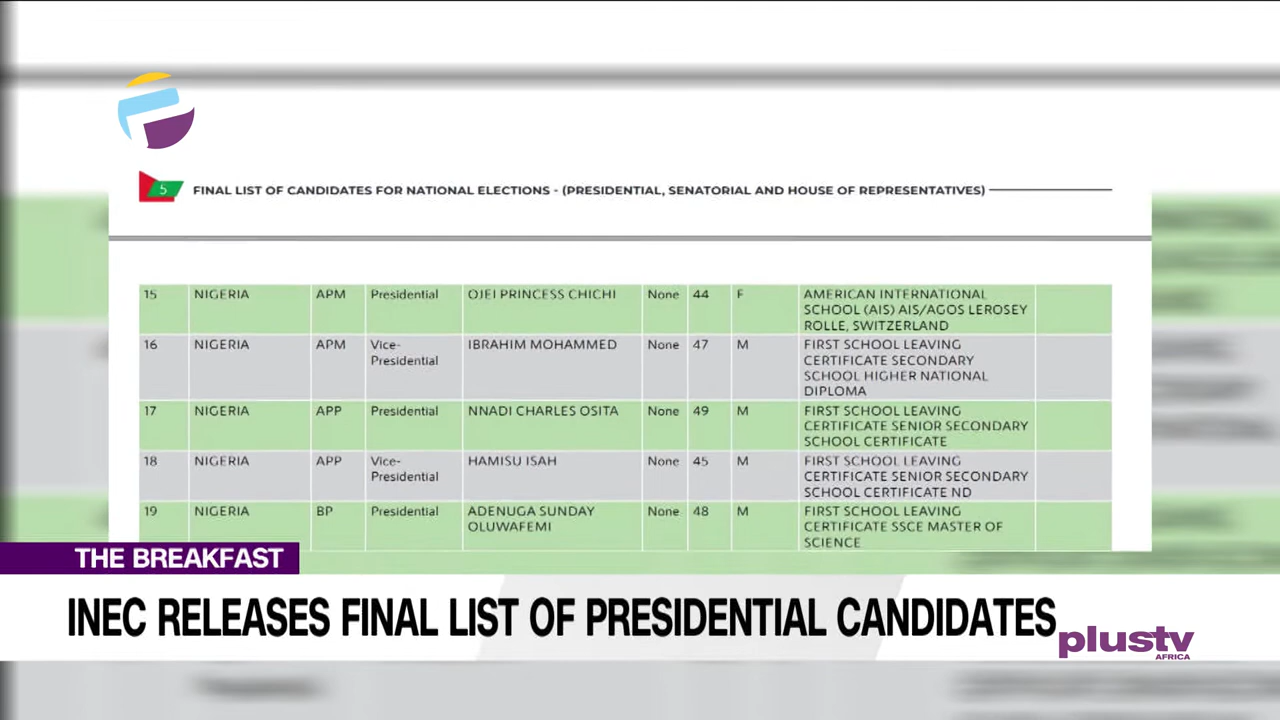 5 FINAL LIST OF CANDIDATES FOR NATIONAL ELECTIONS - (PRESIDENTIAL, SENATORIAL AND HOUSE OF REPRESENTATIVES)
15 NIGERIA APM Presidential OJEI PRINCESS CHICHI None 44 F AMERICAN INTERNATIONAL
SCHOOL (AIS) AIS/AGOS LEROSEY
ROLLE, SWITZERLAND
16 NIGERIA APM Vice- IBRAHIM MOHAMMED None 47 M FIRST SCHOOL LEAVING
Presidential CERTIFICATE SECONDARY
SCHOOL HIGHER NATIONAL
DIPLOMA
17 NIGERIA APP Presidential NNADI CHARLES OSITA None 49 M FIRST SCHOOL LEAVING
CERTIFICATE SENIOR SECONDARY
SCHOOL CERTIFICATE
18 NIGERIA APP Vice- HAMISU ISAH None 45 M FIRST SCHOOL LEAVING
Presidential CERTIFICATE SENIOR SECONDARY
SCHOOL CERTIFICATE ND
19 NIGERIA BP Presidential ADENUGA SUNDAY None 48 M FIRST SCHOOL LEAVING
OLUWAFEMI CERTIFICATE SSCE MASTER OF
SCIENCE
THE BREAKFAST
INEC RELEASES FINAL LIST OF PRESIDENTIAL CANDIDATES
plustv
AFRICA